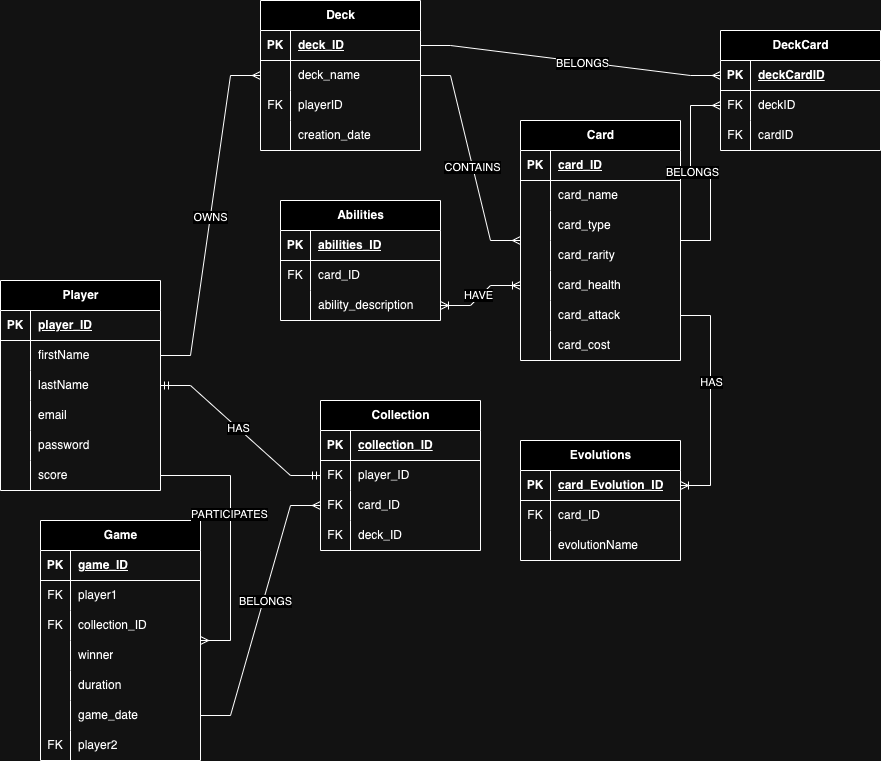 Deck
PK deck_ID
deck_name
FK playerID
creation_date
DeckCard
PK deckCardID
FK deckID
FK cardID
BELONGS
Card
PK card_ID
card_name
card_type
card_rarity
card_health
card_attack
card_cost
CONTAINS
BELONGS
Abilities
PK abilities_ID
FK card_ID
ability_description
OWNS
HAVE
Player
PK player_ID
firstName
lastName
email
password
score
HAS
HAS
Collection
PK collection_ID
FK player_ID
FK card_ID
FK deck_ID
Evolutions
PK card_Evolution_ID
FK card_ID
evolutionName
PARTICIPATES
Game
PK game_ID
FK player1
FK collection_ID
winner
duration
game_date
FK player2
BELONGS